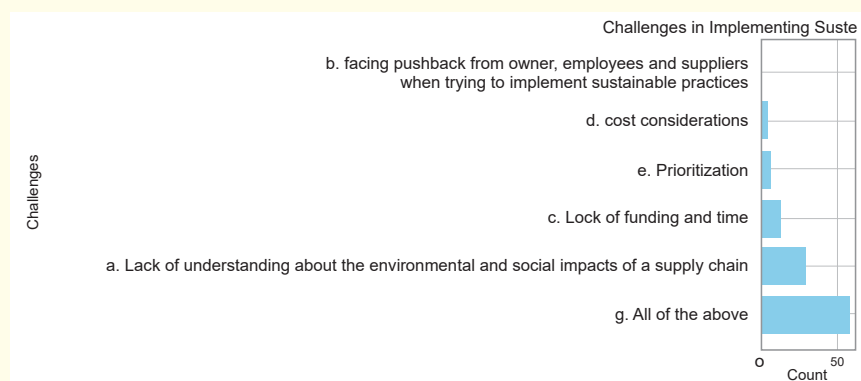 Challenges in Implementing Suste
b. facing pushback from owner, employees and suppliers
when trying to implement sustainable practices
d. cost considerations
e. Prioritization
c. Lock of funding and time
a. Lack of understanding about the environmental and social impacts of a supply chain
g. All of the above
Challenges
O 50
Count